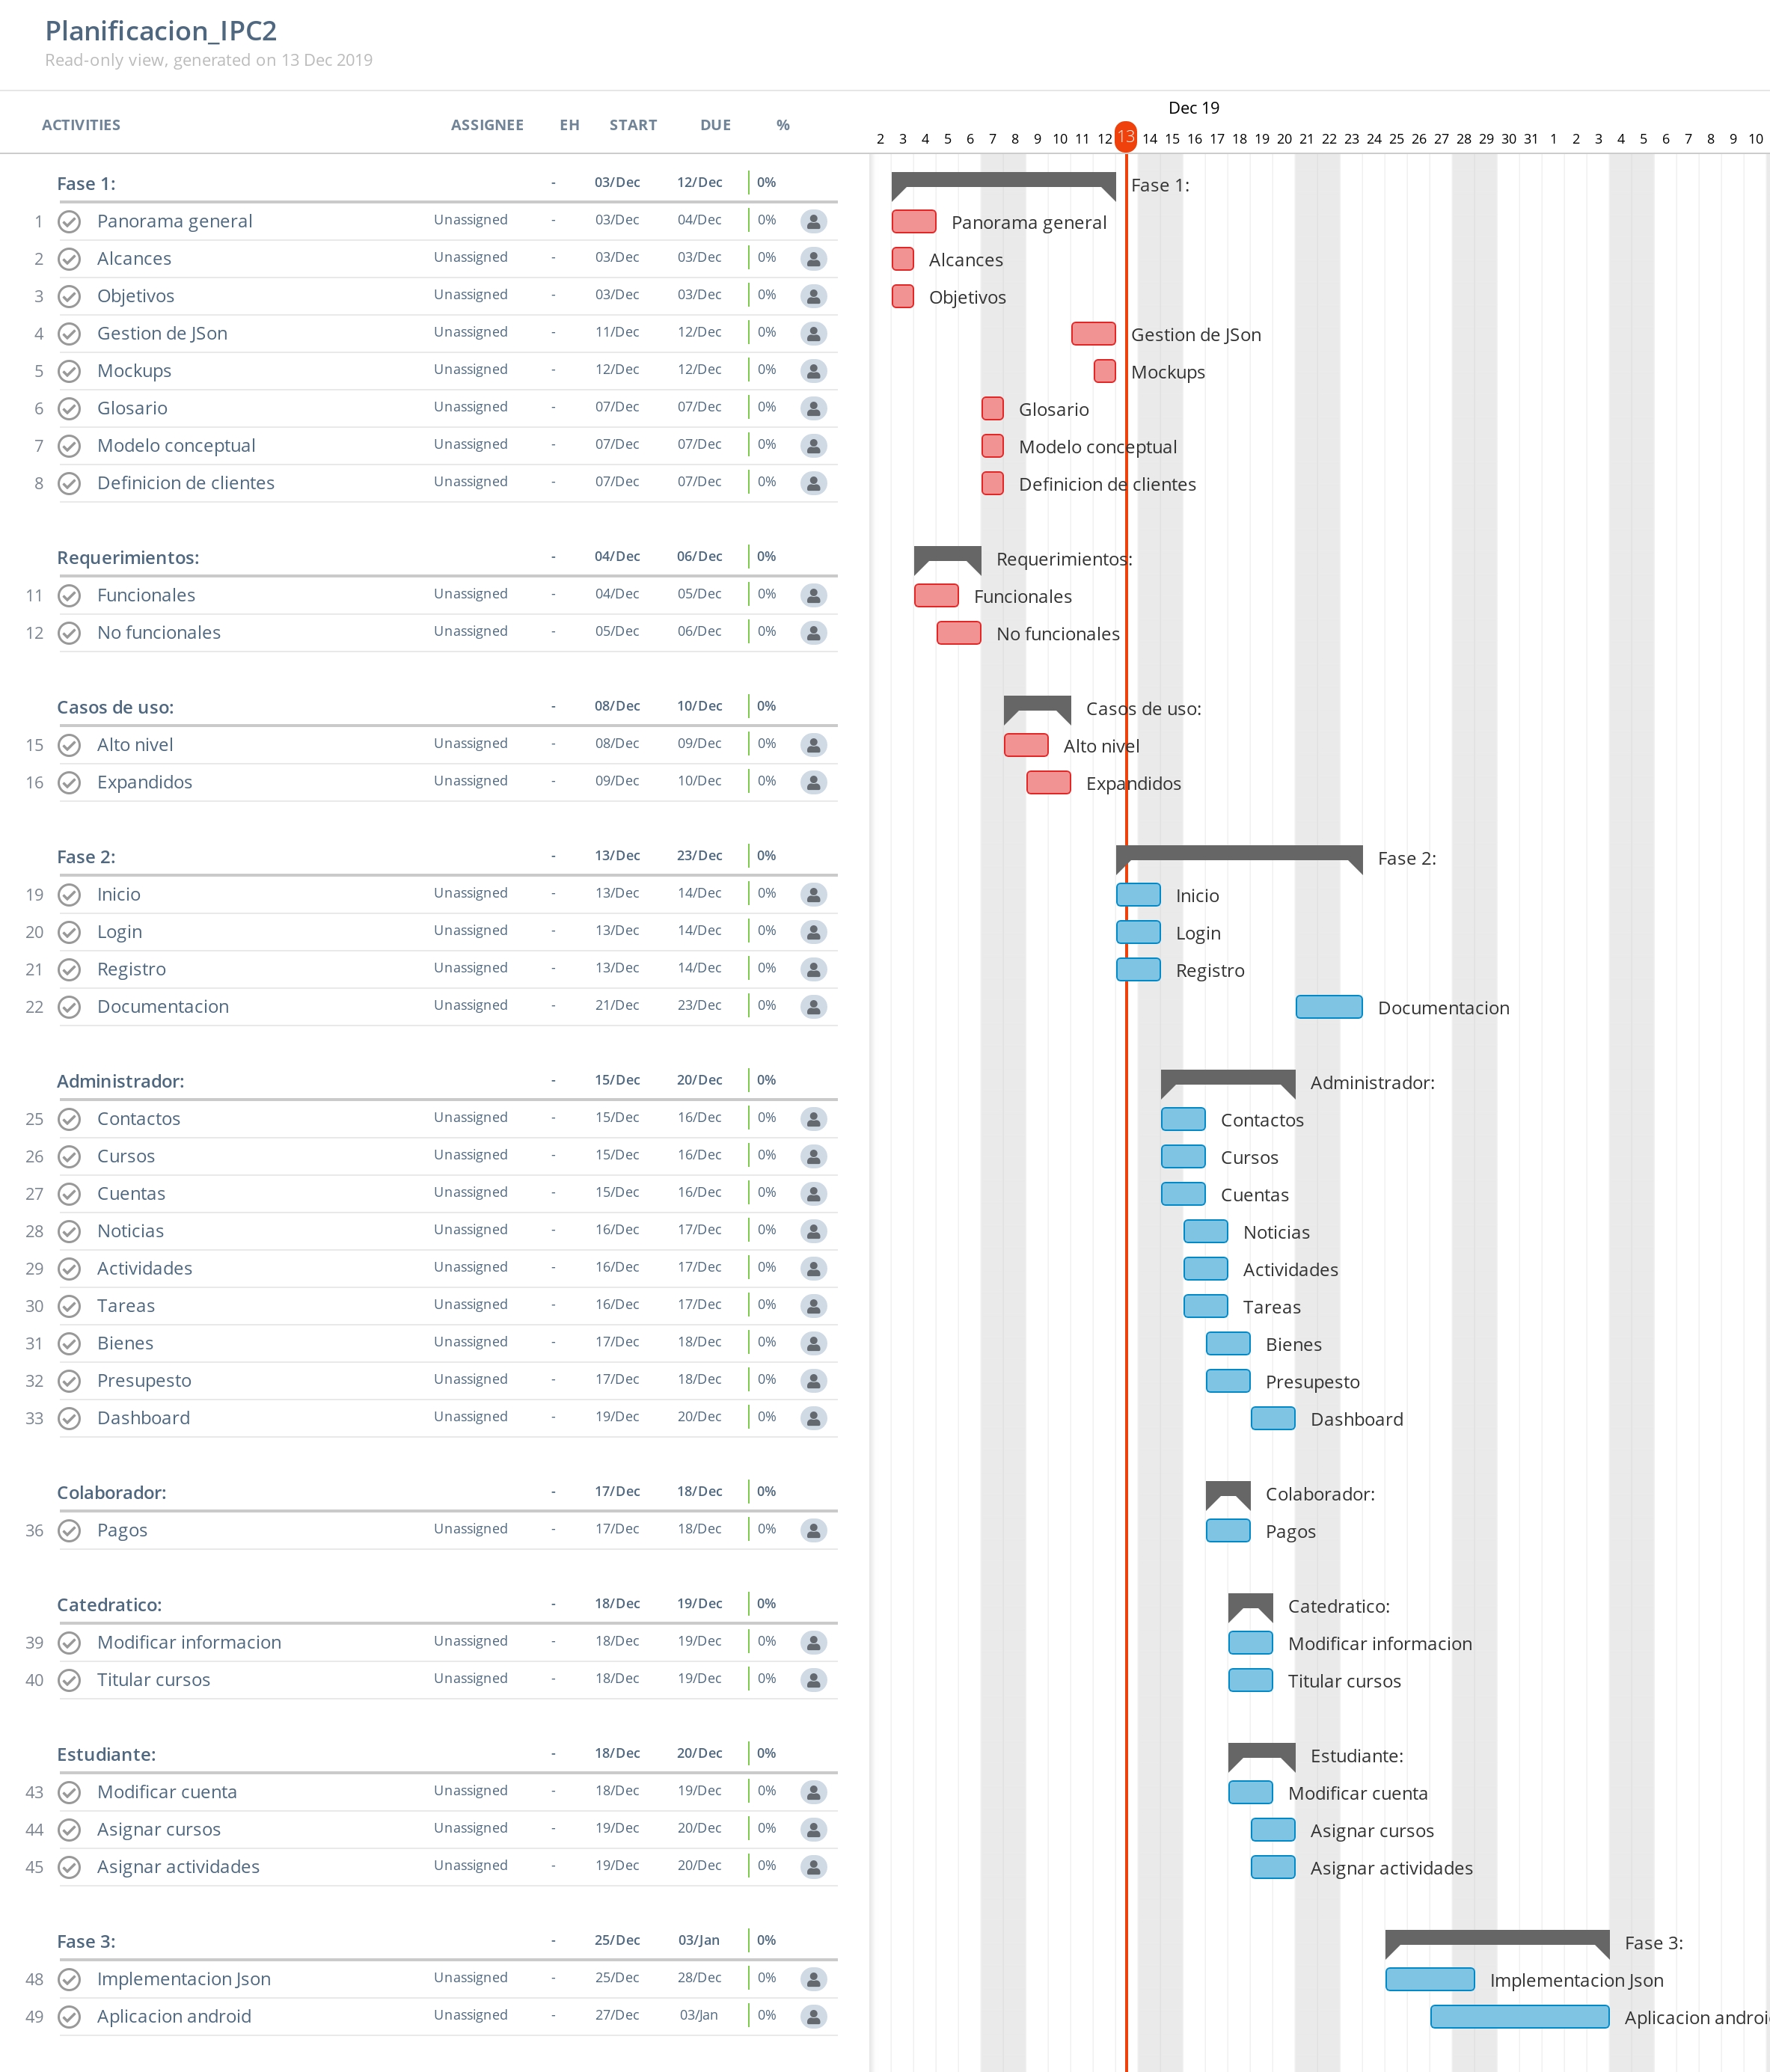 Planificacion_IPC2
Read-only view, generated on 13 Dec 2019
Dec 19
ACTIVITIES ASSIGNEE EH START DUE % 2 3 4 5 6 7 8 9 10 11 12 13 14 15 16 17 18 19 20 21 22 23 24 25 26 27 28 29 30 31 1 2 3 4 5 6 7 8 9 10
Fase 1: - 03/Dec 12/Dec 0% Fase 1:
1 Panorama general Unassigned - 03/Dec 04/Dec 0% Panorama general
2 Alcances Unassigned - 03/Dec 03/Dec 0% Alcances
3 Objetivos Unassigned - 03/Dec 03/Dec 0% Objetivos
4 Gestion de JSon Unassigned - 11/Dec 12/Dec 0% Gestion de JSon
5 Mockups Unassigned - 12/Dec 12/Dec 0% Mockups
6 Glosario Unassigned - 07/Dec 07/Dec 0% Glosario
7 Modelo conceptual Unassigned - 07/Dec 07/Dec 0% Modelo conceptual
8 Definicion de clientes Unassigned - 07/Dec 07/Dec 0% Definicion de clientes
Requerimientos: - 04/Dec 06/Dec 0% Requerimientos:
11 Funcionales Unassigned - 04/Dec 05/Dec 0% Funcionales
12 No funcionales Unassigned - 05/Dec 06/Dec 0% No funcionales
Casos de uso: - 08/Dec 10/Dec 0% Casos de uso:
15 Alto nivel Unassigned - 08/Dec 09/Dec 0% Alto nivel
16 Expandidos Unassigned - 09/Dec 10/Dec 0% Expandidos
Fase 2: - 13/Dec 23/Dec 0% Fase 2:
19 Inicio Unassigned - 13/Dec 14/Dec 0% Inicio
20 Login Unassigned - 13/Dec 14/Dec 0% Login
21 Registro Unassigned - 13/Dec 14/Dec 0% Registro
22 Documentacion Unassigned - 21/Dec 23/Dec 0% Documentacion
Administrador: - 15/Dec 20/Dec 0% Administrador:
25 Contactos Unassigned - 15/Dec 16/Dec 0% Contactos
26 Cursos Unassigned - 15/Dec 16/Dec 0% Cursos
27 Cuentas Unassigned - 15/Dec 16/Dec 0% Cuentas
28 Noticias Unassigned - 16/Dec 17/Dec 0% Noticias
29 Actividades Unassigned - 16/Dec 17/Dec 0% Actividades
30 Tareas Unassigned - 16/Dec 17/Dec 0% Tareas
31 Bienes Unassigned - 17/Dec 18/Dec 0% Bienes
32 Presupesto Unassigned - 17/Dec 18/Dec 0% Presupesto
33 Dashboard Unassigned - 19/Dec 20/Dec 0% Dashboard
Colaborador: - 17/Dec 18/Dec 0% Colaborador:
36 Pagos Unassigned - 17/Dec 18/Dec 0% Pagos
Catedratico: - 18/Dec 19/Dec 0% Catedratico:
39 Modificar informacion Unassigned - 18/Dec 19/Dec 0% Modificar informacion
40 Titular cursos Unassigned - 18/Dec 19/Dec 0% Titular cursos
Estudiante: - 18/Dec 20/Dec 0% Estudiante:
43 Modificar cuenta Unassigned - 18/Dec 19/Dec 0% Modificar cuenta
44 Asignar cursos Unassigned - 19/Dec 20/Dec 0% Asignar cursos
45 Asignar actividades Unassigned - 19/Dec 20/Dec 0% Asignar actividades
Fase 3: - 25/Dec 03/Jan 0% Fase 3:
48 Implementacion Json Unassigned - 25/Dec 28/Dec 0% Implementacion Json
49 Aplicacion android Unassigned - 27/Dec 03/Jan 0% Aplicacion androi